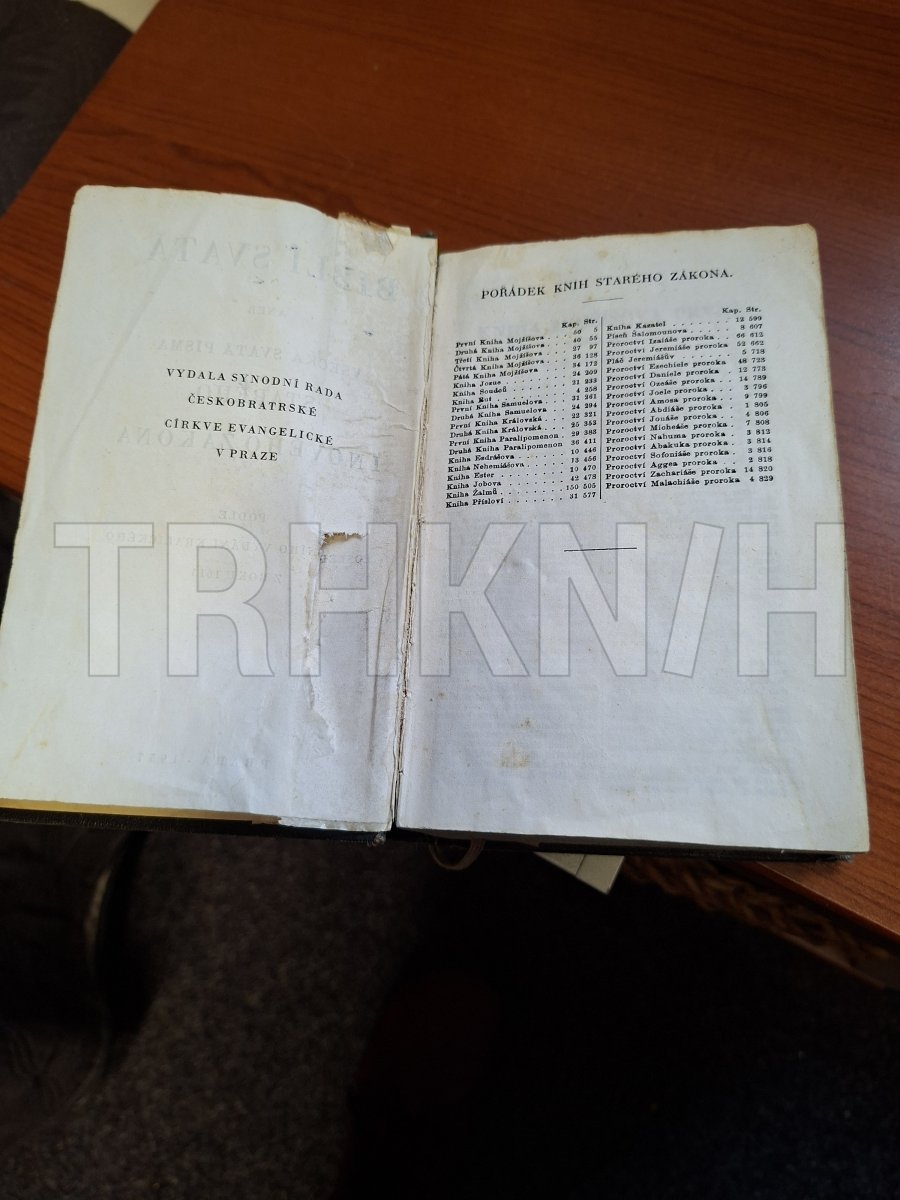 VYDALA SYNODNÍ RADA
ČESKOBRATRSKÉ
CÍRKVE EVANGELICKÉ
V PRAZE
POŘÁDEK KNIH STARÉHO ZÁKONA.
Kap. Str.
První Kniha Mojžíšova . . . 50 5
Druhá Kniha Mojžíšova . . . 40 55
Třetí Kniha Mojžíšova . . . 27 97
Čtvrtá Kniha Mojžíšova . . . 36 128
Pátá Kniha Mojžíšova . . . 34 173
Kniha Jozue . . . . . . . 24 209
Kniha Soudců . . . . . . 21 233
Kniha Rut . . . . . . . . 4 258
První Kniha Samuelova . . . 31 261
Druhá Kniha Samuelova . . . 24 294
První Kniha Královská . . . 22 321
Druhá Kniha Královská . . . 25 353
První Kniha Paralipomenon . 29 383
Druhá Kniha Paralipomenon . 36 411
Kniha Ezdrášova . . . . . 10 446
Kniha Nehemiášova . . . . 13 456
Kniha Ester . . . . . . . 10 470
Kniha Jobova . . . . . . 42 478
Kniha Žalmů . . . . . . 150 505
Kniha Přísloví . . . . . . 31 577
Kap. Str.
Kniha Kazatel . . . . . . . 12 599
Píseň Šalomounova . . . . . 8 607
Proroctví Izaiáše proroka . . 66 612
Proroctví Jeremiáše proroka . 52 662
Pláč Jeremiášův . . . . . . 5 718
Proroctví Ezechiele proroka . 48 723
Proroctví Daniele proroka . . 12 773
Proroctví Ozeáše proroka . . 14 789
Proroctví Joele proroka . . . 3 796
Proroctví Amosa proroka . . 9 799
Proroctví Abdiáše proroka . . 1 805
Proroctví Jonáše proroka . . 4 806
Proroctví Micheáše proroka . 7 808
Proroctví Nahuma proroka . . 3 812
Proroctví Abakuka proroka . . 3 814
Proroctví Sofoniáše proroka . 3 816
Proroctví Aggea proroka . . . 2 818
Proroctví Zachariáše proroka 14 820
Proroctví Malachiáše proroka 4 829
TRHKNIH